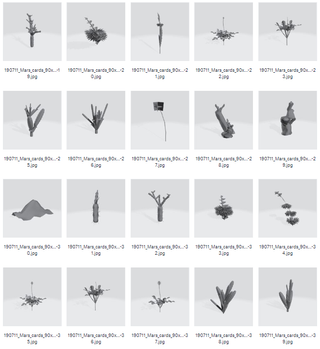 190711_Mars_cards_90x...-1
9.jpg
190711_Mars_cards_90x...-2
0.jpg
190711_Mars_cards_90x...-2
1.jpg
190711_Mars_cards_90x...-2
2.jpg
190711_Mars_cards_90x...-2
3.jpg
190711_Mars_cards_90x...-2
5.jpg
190711_Mars_cards_90x...-2
6.jpg
190711_Mars_cards_90x...-2
7.jpg
190711_Mars_cards_90x...-2
8.jpg
190711_Mars_cards_90x...-2
9.jpg
190711_Mars_cards_90x...-3
0.jpg
190711_Mars_cards_90x...-3
1.jpg
190711_Mars_cards_90x...-3
2.jpg
190711_Mars_cards_90x...-3
3.jpg
190711_Mars_cards_90x...-3
4.jpg
190711_Mars_cards_90x...-3
5.jpg
190711_Mars_cards_90x...-3
6.jpg
190711_Mars_cards_90x...-3
7.jpg
190711_Mars_cards_90x...-3
8.jpg
190711_Mars_cards_90x...-3
9.jpg